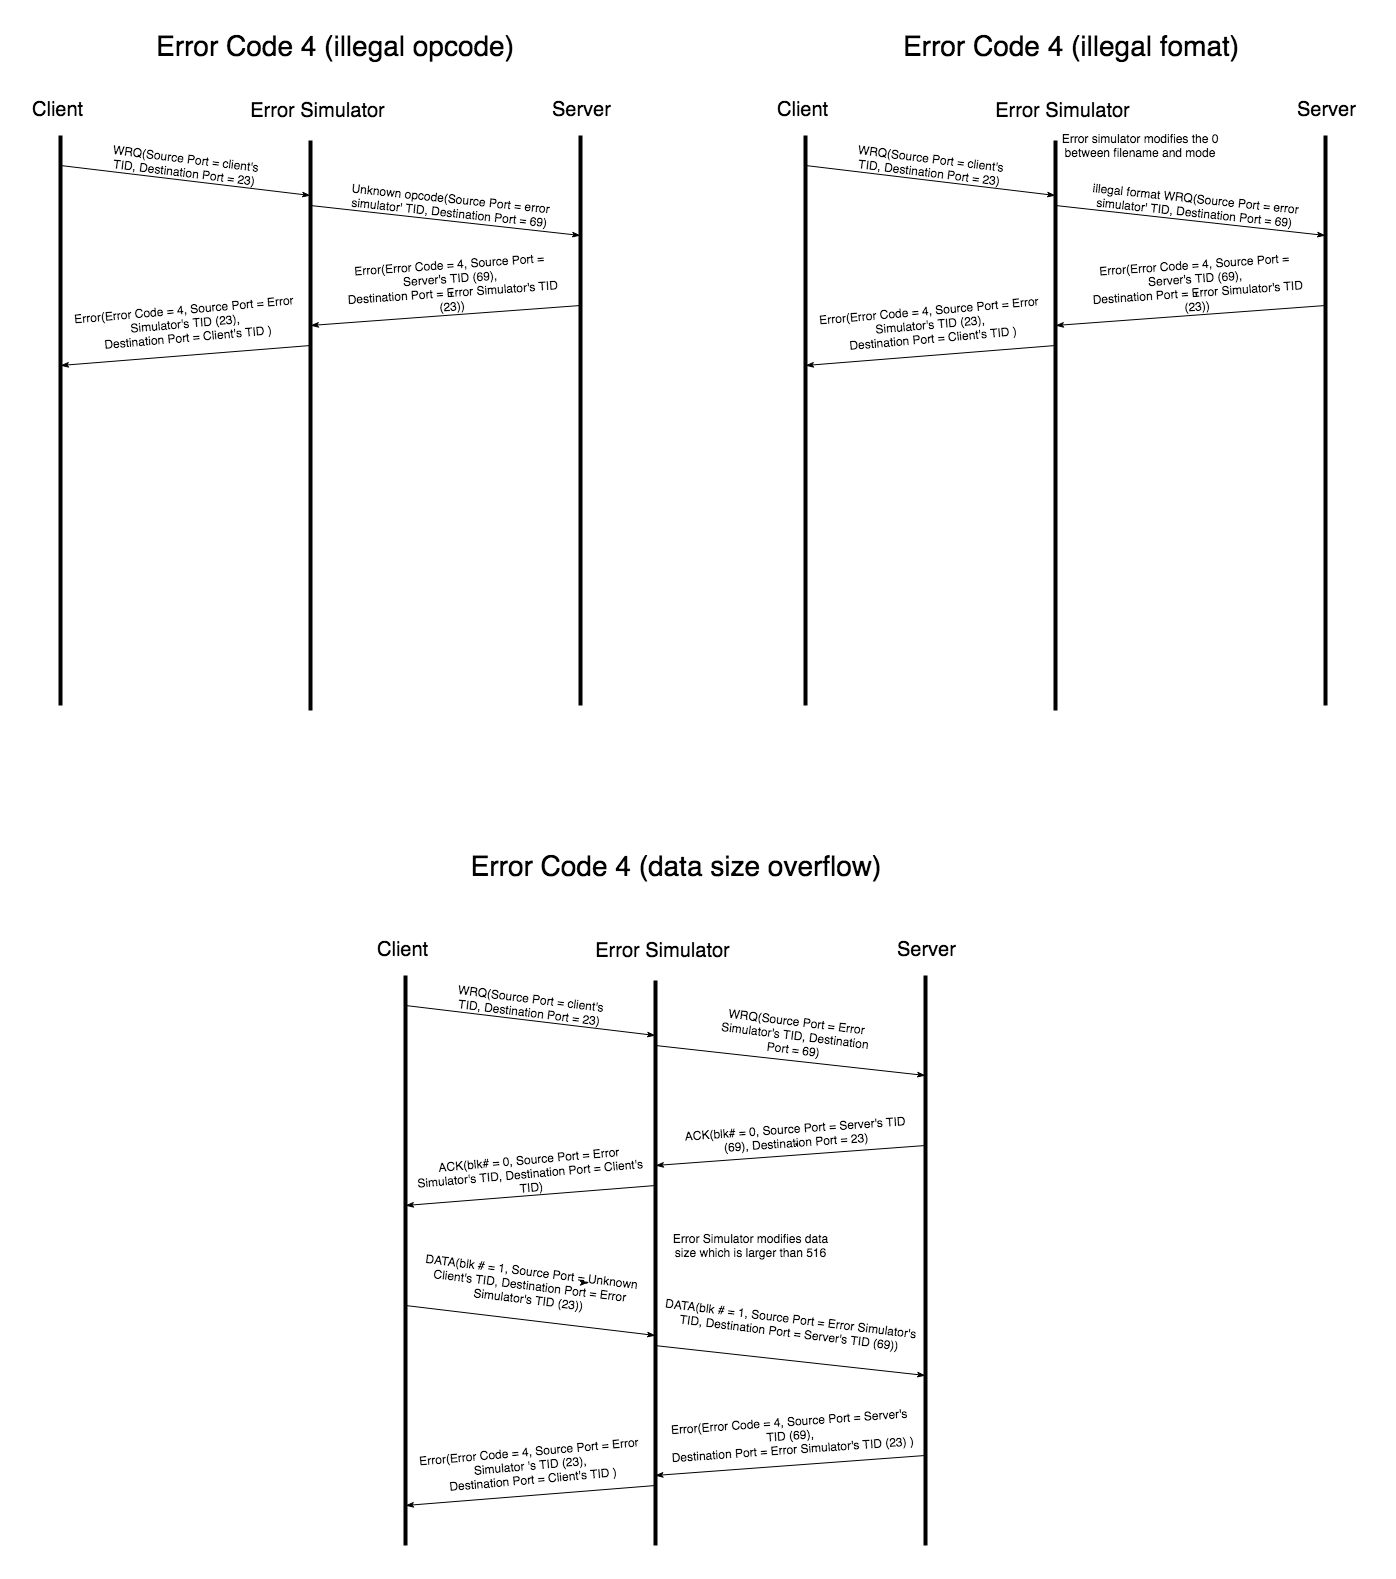 Error Code 4 (illegal opcode)
Client
Error Simulator
Server
WRQ(Source Port = client's
TID, Destination Port = 23)
Unknown opcode(Source Port = error
simulator' TID, Destination Port = 69)
Error(Error Code = 4, Source Port =
Server's TID (69),
Destination Port = Error Simulator's TID
(23))
Error(Error Code = 4, Source Port = Error
Simulator's TID (23),
Destination Port = Client's TID )
Error Code 4 (illegal fomat)
Client
Error Simulator
Server
Error simulator modifies the 0
between filename and mode
WRQ(Source Port = client's
TID, Destination Port = 23)
illegal format WRQ(Source Port = error
simulator' TID, Destination Port = 69)
Error(Error Code = 4, Source Port =
Server's TID (69),
Destination Port = Error Simulator's TID
(23))
Error(Error Code = 4, Source Port = Error
Simulator's TID (23),
Destination Port = Client's TID )
Error Code 4 (data size overflow)
Client
Error Simulator
Server
WRQ(Source Port = client's
TID, Destination Port = 23)
WRQ(Source Port = Error
Simulator's TID, Destination
Port = 69)
ACK(blk# = 0, Source Port = Server's TID
(69), Destination Port = 23)
ACK(blk# = 0, Source Port = Error
Simulator's TID, Destination Port = Client's
TID)
Error Simulator modifies data
size which is larger than 516
DATA(blk # = 1, Source Port = Unknown
Client's TID, Destination Port = Error
Simulator's TID (23))
DATA(blk # = 1, Source Port = Error Simulator's
TID, Destination Port = Server's TID (69))
Error(Error Code = 4, Source Port = Server's
TID (69),
Destination Port = Error Simulator's TID (23) )
Error(Error Code = 4, Source Port = Error
Simulator 's TID (23),
Destination Port = Client's TID )